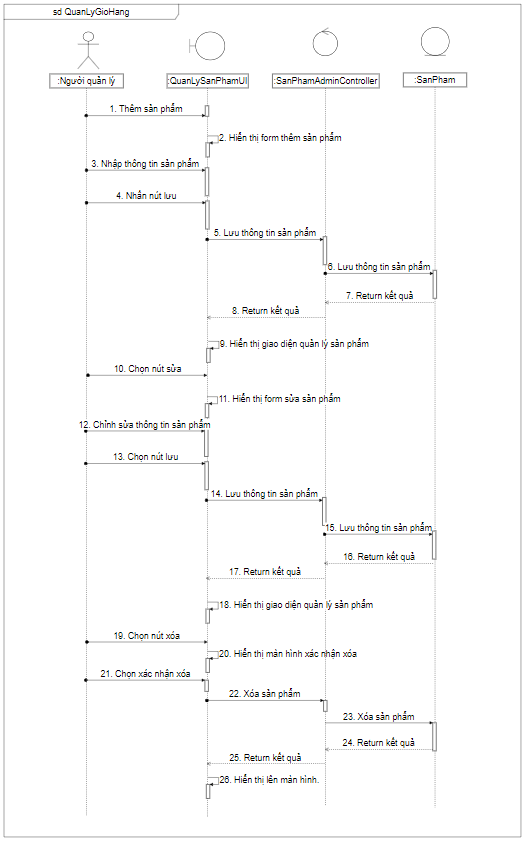 sd QuanLyGioHang
:Người quản lý
:QuanLySanPhamUI
:SanPhamAdminController
:SanPham
1. Thêm sản phẩm
2. Hiển thị form thêm sản phẩm
3. Nhập thông tin sản phẩm
4. Nhấn nút lưu
5. Lưu thông tin sản phẩm
6. Lưu thông tin sản phẩm
7. Return kết quả
8. Return kết quả
9. Hiển thị giao diện quản lý sản phẩm
10. Chọn nút sửa
11. Hiển thị form sửa sản phẩm
12. Chỉnh sửa thông tin sản phẩm
13. Chọn nút lưu
14. Lưu thông tin sản phẩm
15. Lưu thông tin sản phẩm
16. Return kết quả
17. Return kết quả
18. Hiển thị giao diện quản lý sản phẩm
19. Chọn nút xóa
20. Hiển thị màn hình xác nhận xóa
21. Chọn xác nhận xóa
22. Xóa sản phẩm
23. Xóa sản phẩm
24. Return kết quả
25. Return kết quả
26. Hiển thị lên màn hình.